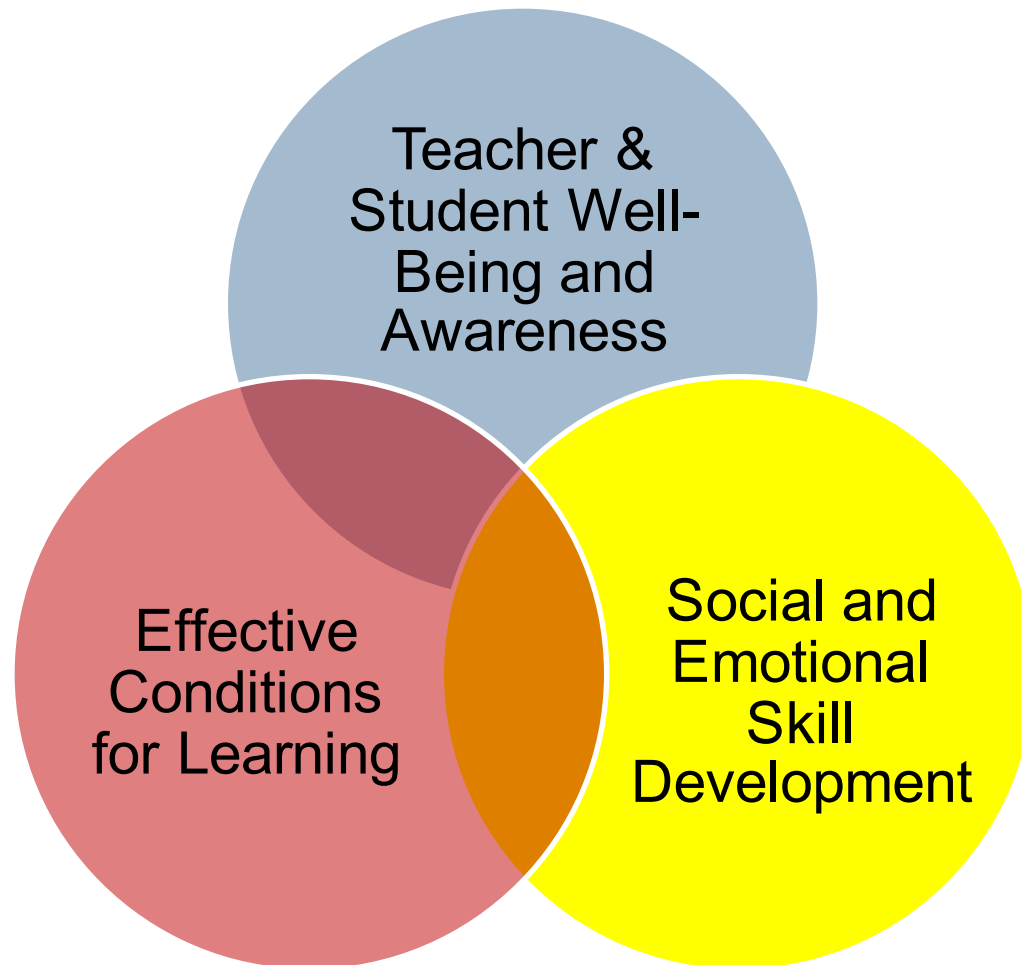 Teacher &
Student Well-
Being and
Awareness
Effective
Conditions
for Learning
Social and
Emotional
Skill
Development